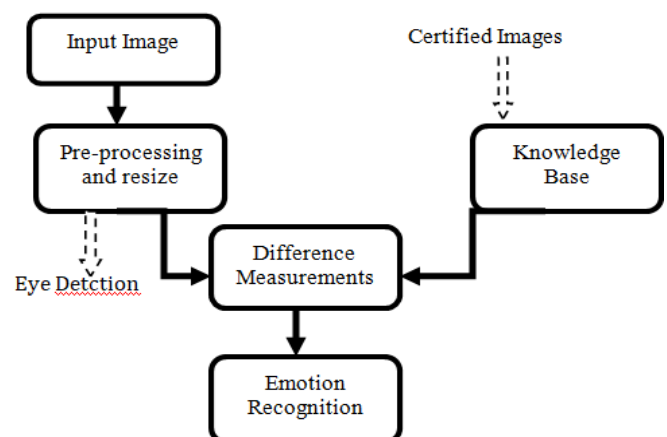 Input Image
Certified Images
Pre-processing
and resize
Knowledge
Base
Difference
Measurements
Eye Detction
Emotion
Recognition